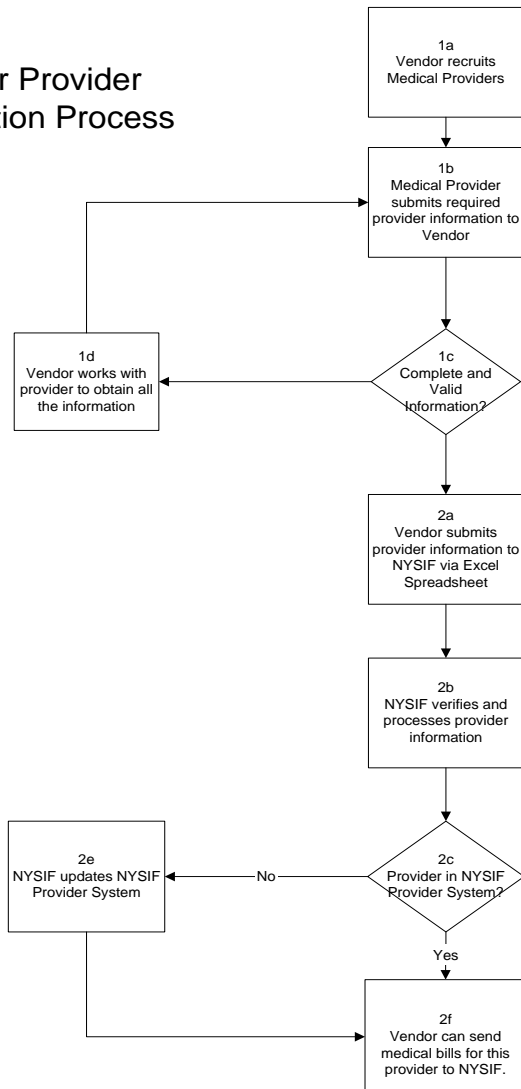 r Provider
tion Process
1a
Vendor recruits
Medical Providers
1b
Medical Provider
submits required
provider information to
Vendor
1d
Vendor works with
provider to obtain all
the information
1c
Complete and
Valid
Information?
2a
Vendor submits
provider information to
NYSIF via Excel
Spreadsheet
2b
NYSIF verifies and
processes provider
information
2e
NYSIF updates NYSIF
Provider System
No
2c
Provider in NYSIF
Provider System?
Yes
2f
Vendor can send
medical bills for this
provider to NYSIF.